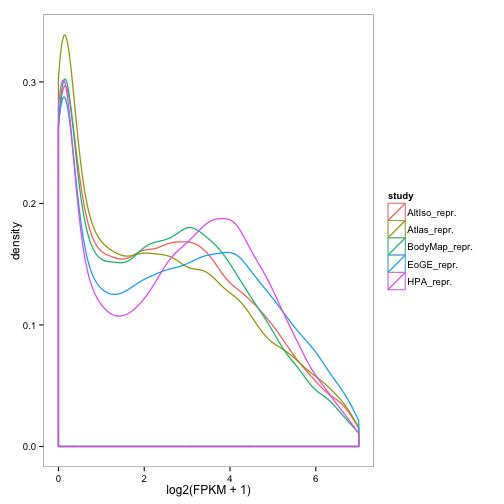 0.3
0.2
0.1
0.0
density
0
2
4
6
log2(FPKM + 1)
study
AltIso_repr.
Atlas_repr.
BodyMap_repr.
EoGE_repr.
HPA_repr.